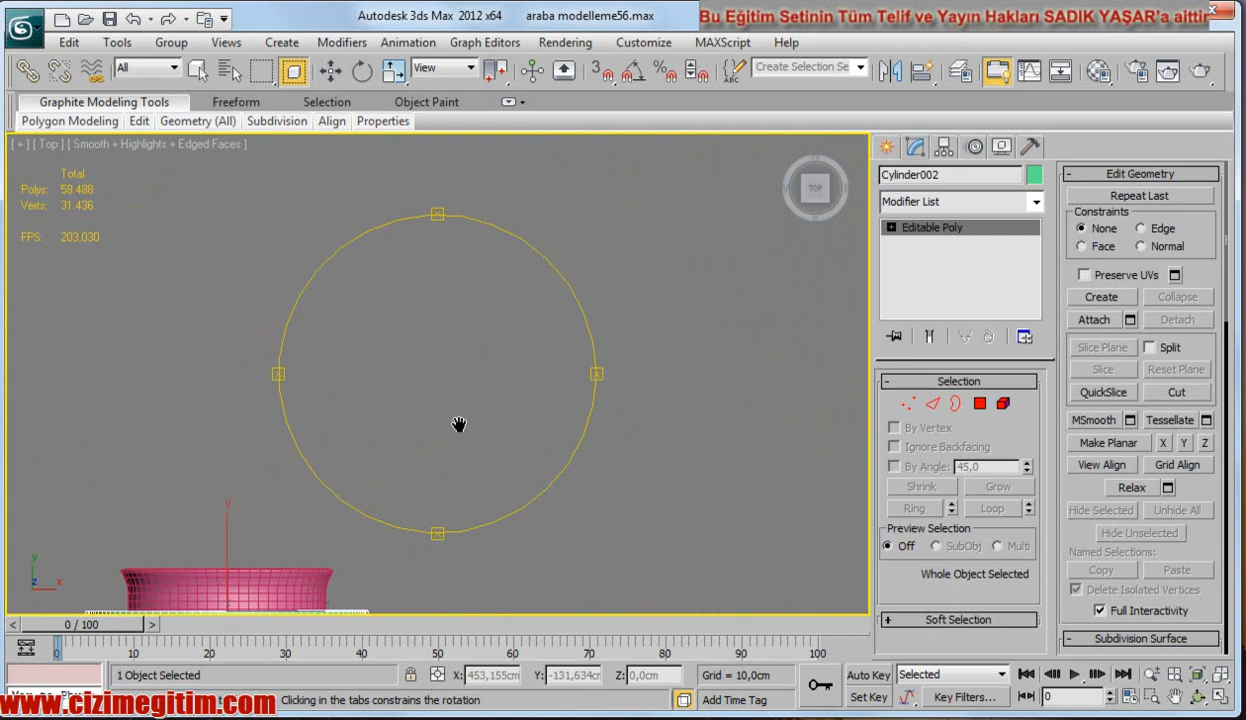 Autodesk 3ds Max 2012 x64 araba modelleme56.max
Bu Eğitim Setinin Tüm Telif ve Yayın Hakları SADIK YAŞAR'a aittir
Edit Tools Group Views Create Modifiers Animation Graph Editors Rendering Customize MAXScript Help
All View 3 Create Selection Se
Graphite Modeling Tools Freeform Selection Object Paint
Polygon Modeling Edit Geometry (All) Subdivision Align Properties
[ + ] [ Top ] [ Smooth + Highlights + Edged Faces ]
Total
Polys: 58.488
Verts: 31.436
FPS: 203,030
TOP
y
y
z x
Cylinder002
Modifier List
Editable Poly
Selection
By Vertex
Ignore Backfacing
By Angle: 45,0
Shrink Grow
Ring Loop
Preview Selection
Off SubObj Multi
Whole Object Selected
Soft Selection
Edit Geometry
Repeat Last
Constraints
None Edge
Face Normal
Preserve UVs
Create Collapse
Attach Detach
Slice Plane Split
Slice Reset Plane
QuickSlice Cut
MSmooth Tessellate
Make Planar X Y Z
View Align Grid Align
Relax
Hide Selected Unhide All
Hide Unselected
Named Selections:
Copy Paste
Delete Isolated Vertices
Full Interactivity
Subdivision Surface
0 / 100
0 10 20 30 40 50 60 70 80 90 100
1 Object Selected X: 453,155cm Y: -131,634cm Z: 0,0cm Grid = 10,0cm Auto Key Selected
Clicking in the tabs constrains the rotation Add Time Tag Set Key Key Filters... 0
www.cizimegitim.com